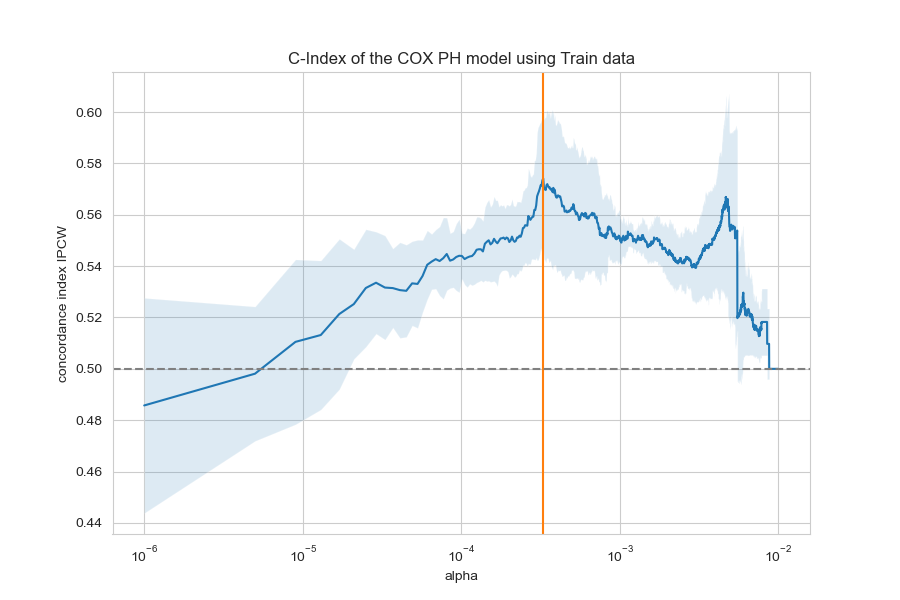 C-Index of the COX PH model using Train data
concordance index IPCW
0.60
0.58
0.56
0.54
0.52
0.50
0.48
0.46
0.44
10⁻⁶ 10⁻⁵ 10⁻⁴ 10⁻³ 10⁻²
alpha